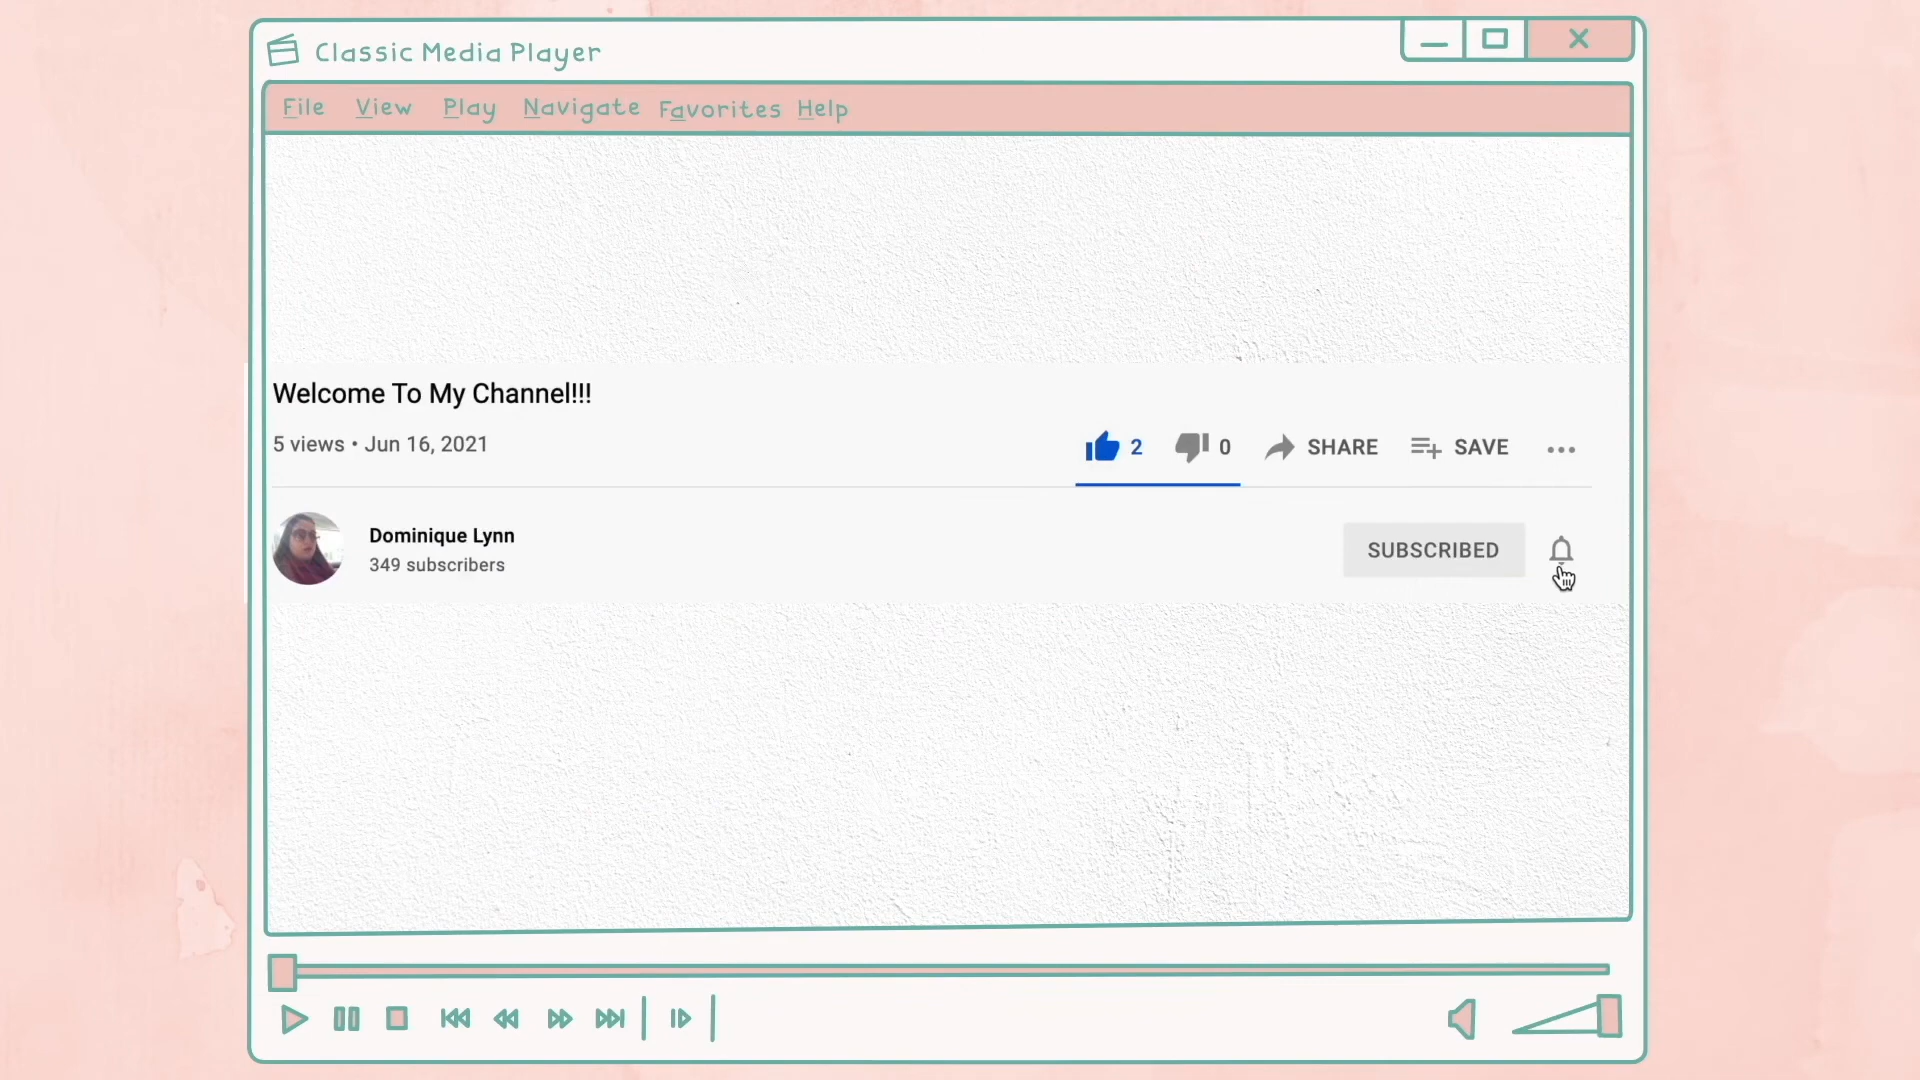 Classic Media Player
File View Play Navigate Favorites Help
Welcome To My Channel!!!
5 views • Jun 16, 2021
2 0 SHARE SAVE
Dominique Lynn
349 subscribers
SUBSCRIBED